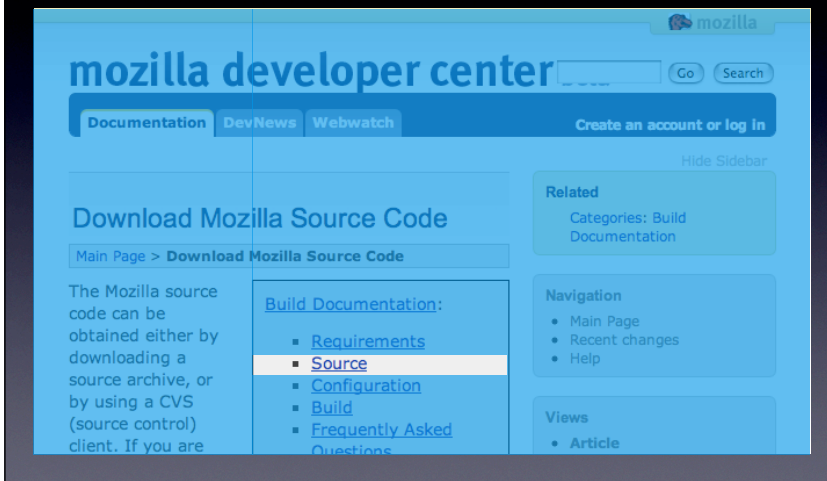 mozilla
mozilla developer center
beta
Go
Search
Documentation
DevNews
Webwatch
Create an account or log in
Hide Sidebar
Download Mozilla Source Code
Main Page > Download Mozilla Source Code
The Mozilla source
code can be
obtained either by
downloading a
source archive, or
by using a CVS
(source control)
client. If you are
Build Documentation:
Requirements
Source
Configuration
Build
Frequently Asked
Questions
Related
Categories: Build
Documentation
Navigation
Main Page
Recent changes
Help
Views
Article